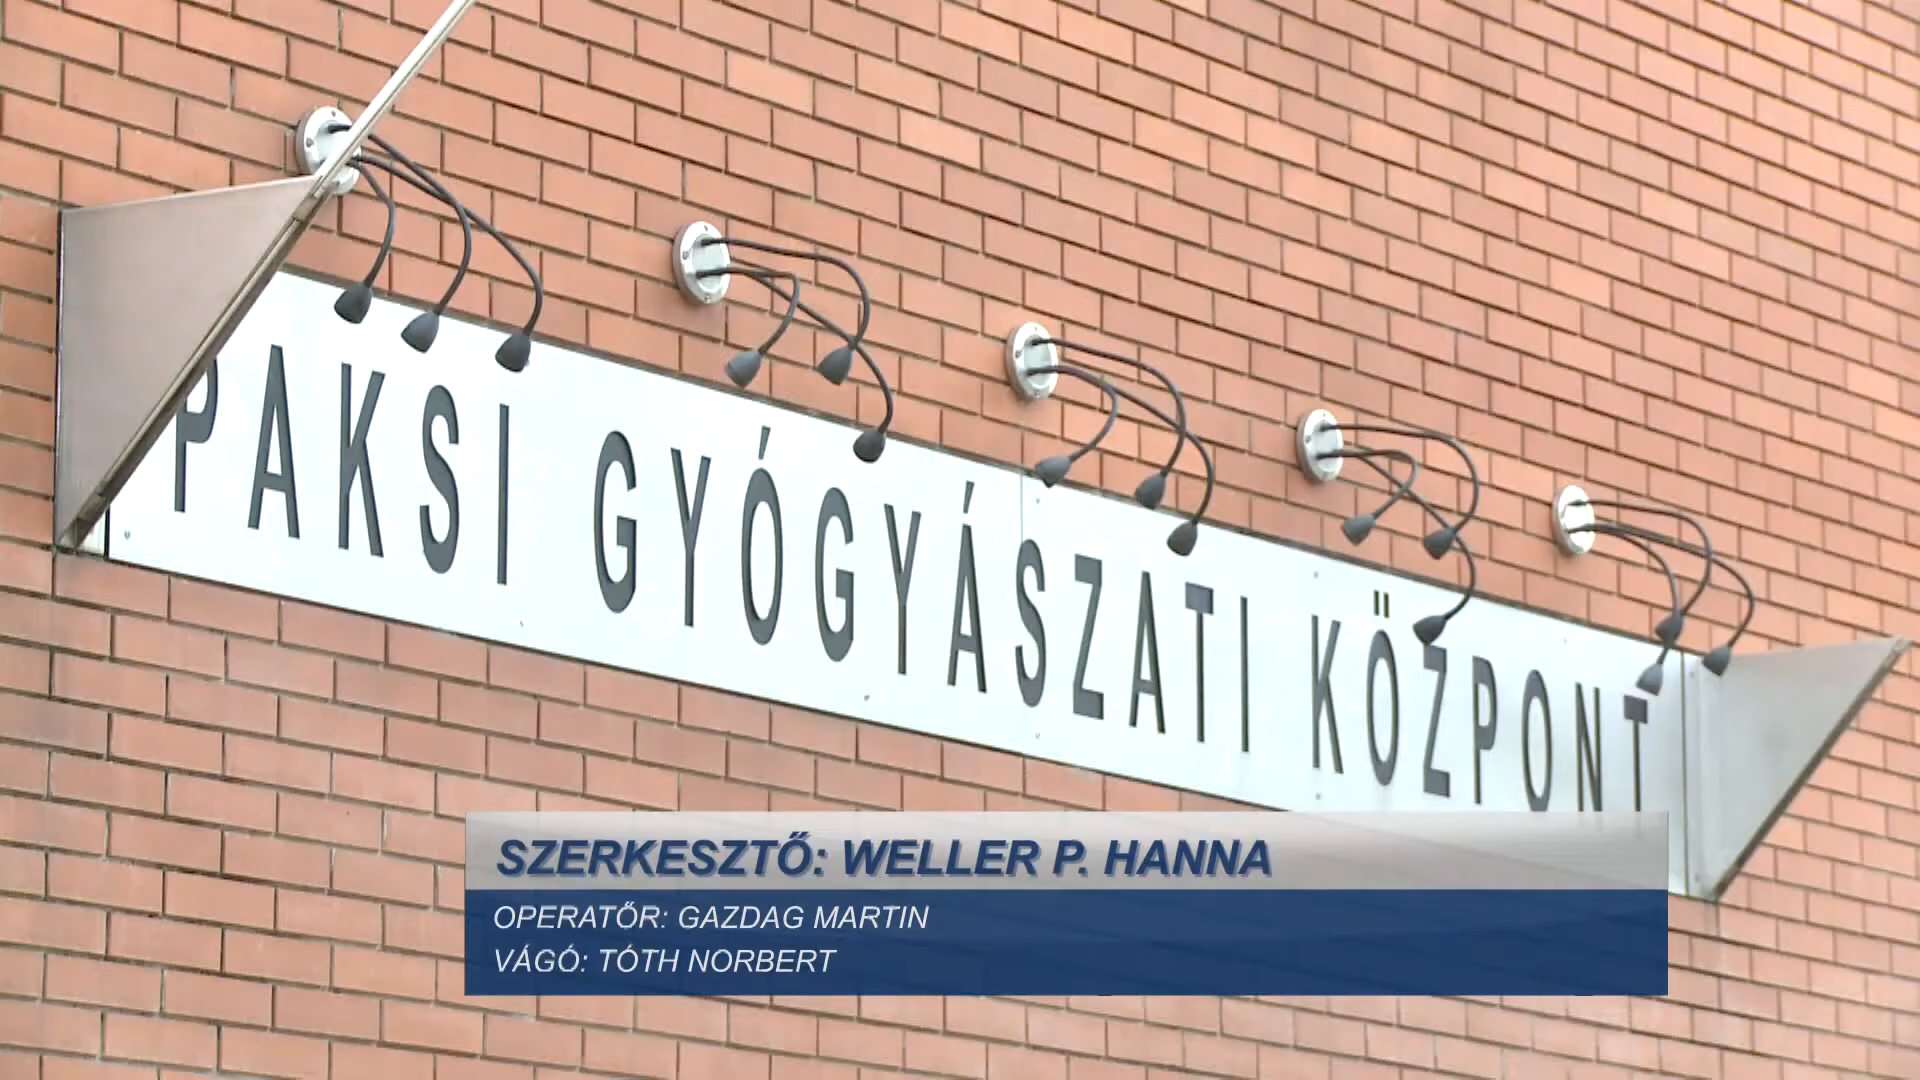 PAKSI GYÓGYÁSZATI KÖZPONT
SZERKESZTŐ: WELLER P. HANNA
OPERATŐR: GAZDAG MARTIN
VÁGÓ: TÓTH NORBERT